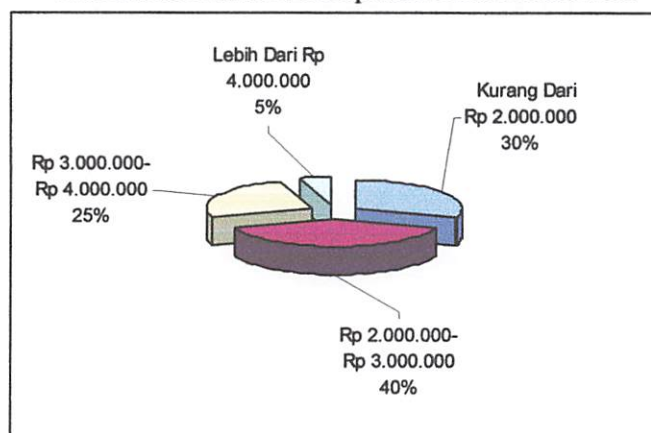 Lebih Dari Rp
4.000.000
5%
Kurang Dari
Rp 2.000.000
30%
Rp 3.000.000-
Rp 4.000.000
25%
Rp 2.000.000-
Rp 3.000.000
40%